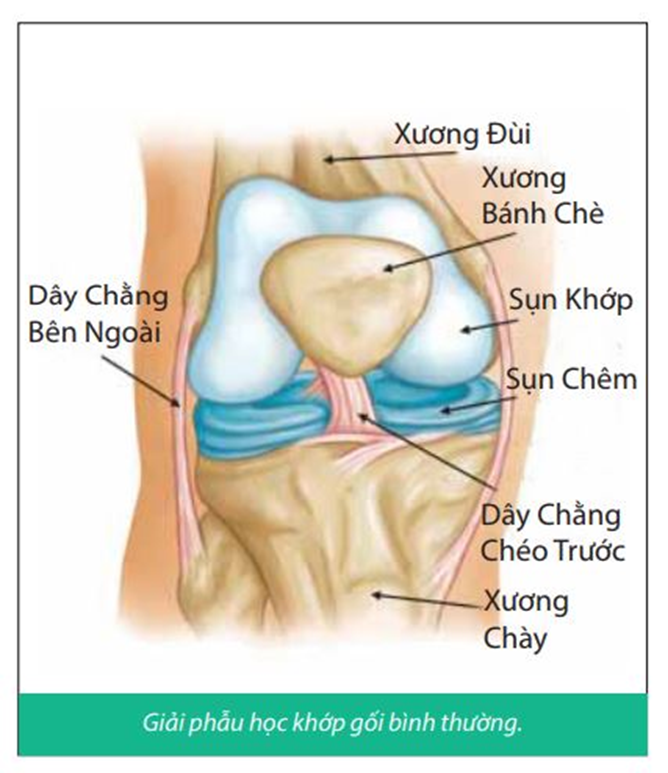 Xương Đùi
Xương
Bánh Chè
Dây Chằng
Bên Ngoài
Sụn Khớp
Sụn Chêm
Dây Chằng
Chéo Trước
Xương
Chày
Giải phẫu học khớp gối bình thường.